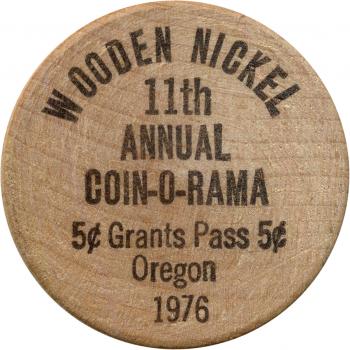 WOODEN NICKEL
11th
ANNUAL
COIN-O-RAMA
5¢ Grants Pass 5¢
Oregon
1976